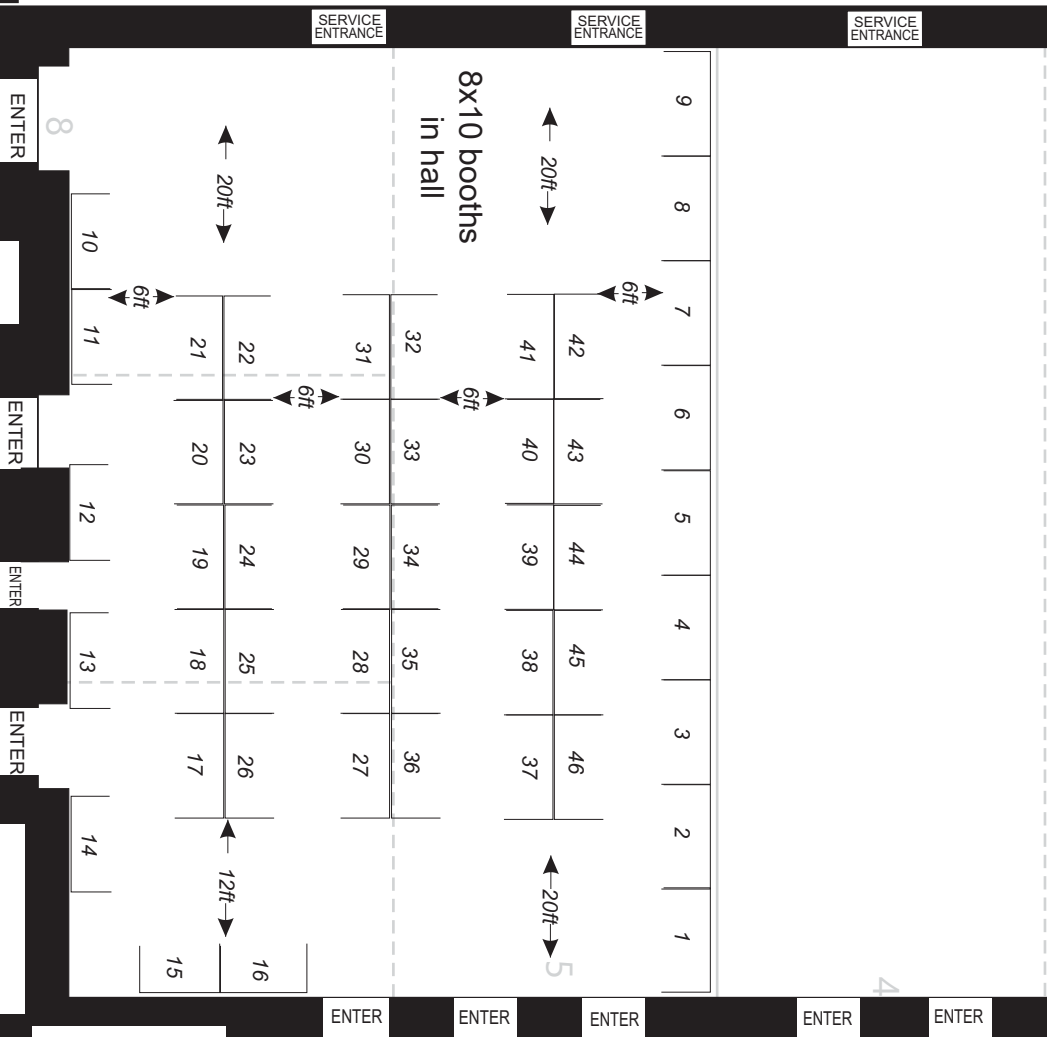 SERVICE
ENTRANCE
SERVICE
ENTRANCE
SERVICE
ENTRANCE
ENTER
8
8x10 booths
in hall
20ft
20ft
9
8
7
6
5
4
3
2
1
10
11
12
13
14
15
16
6ft
6ft
6ft
6ft
21
22
31
32
41
42
20
23
30
33
40
43
19
24
29
34
39
44
18
25
28
35
38
45
17
26
27
36
37
46
ENTER
ENTER
ENTER
12ft
20ft
5
4
ENTER
ENTER
ENTER
ENTER
ENTER